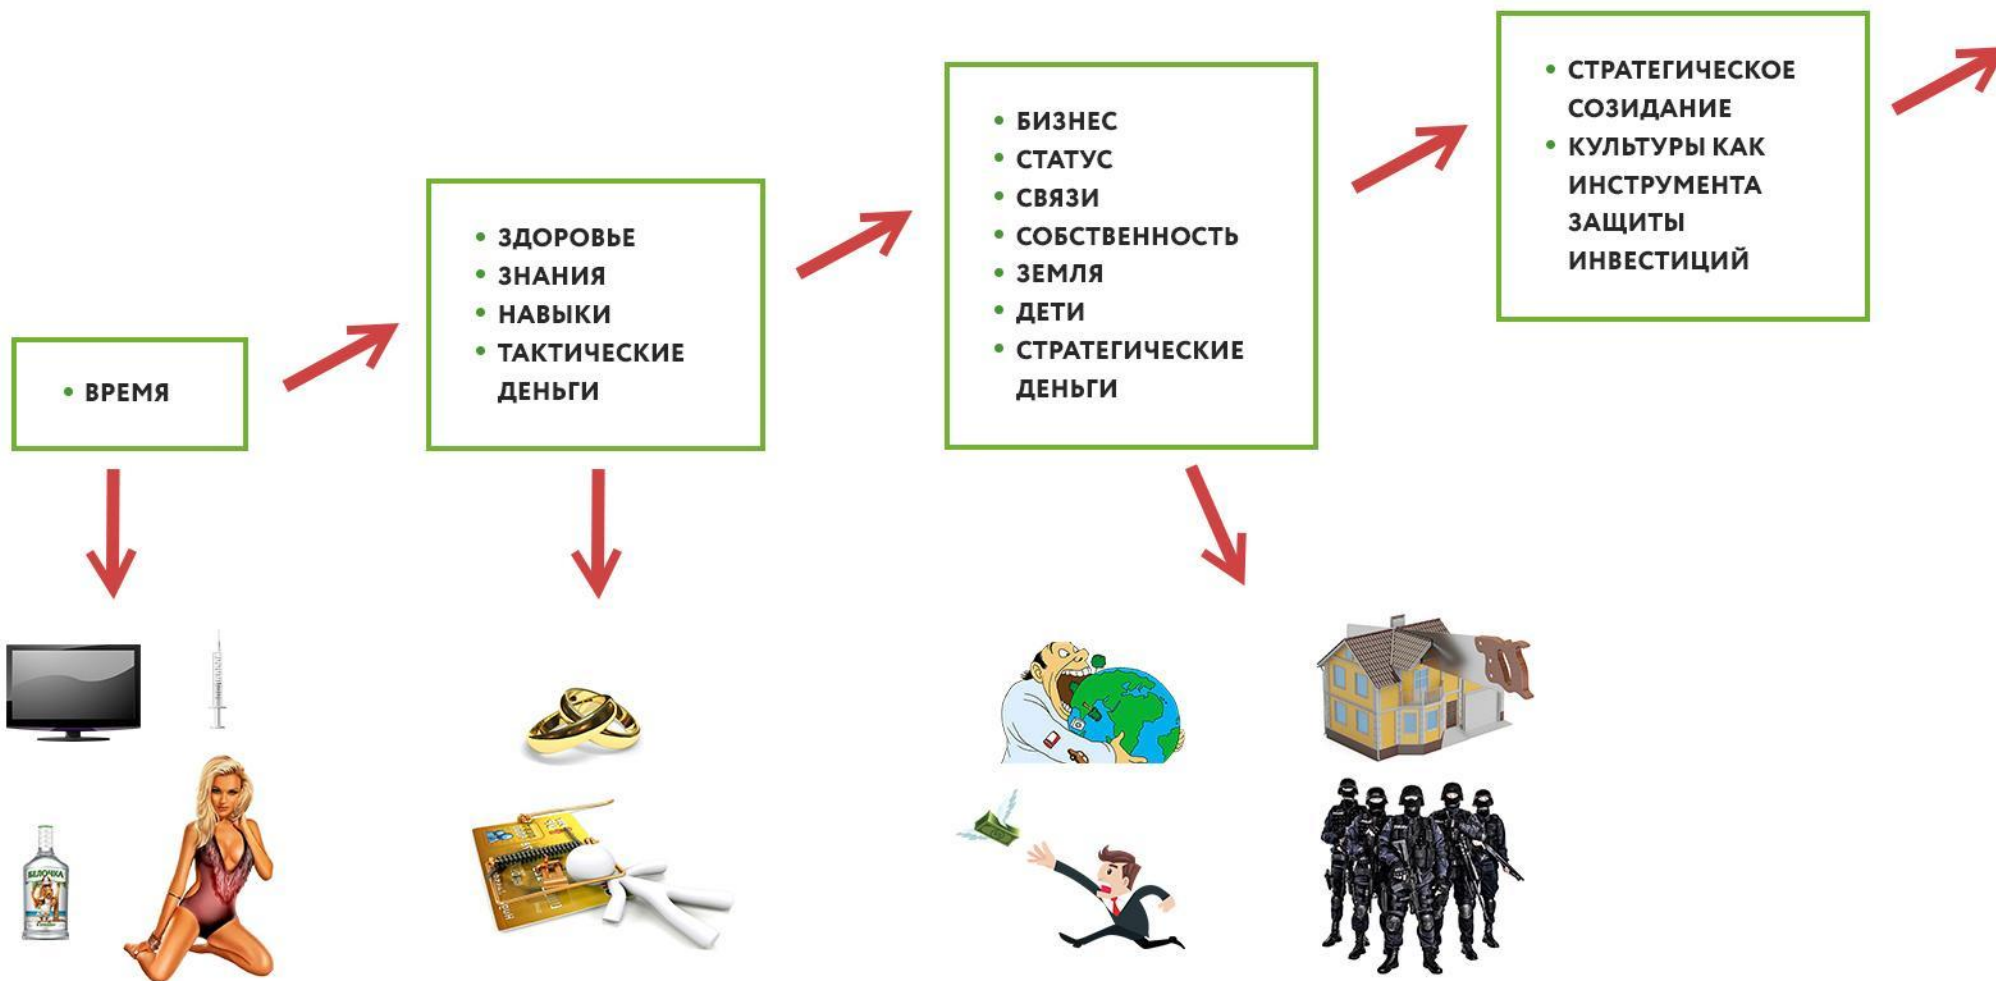 ВРЕМЯ
ЗДОРОВЬЕ
ЗНАНИЯ
НАВЫКИ
ТАКТИЧЕСКИЕ
ДЕНЬГИ
БИЗНЕС
СТАТУС
СВЯЗИ
СОБСТВЕННОСТЬ
ЗЕМЛЯ
ДЕТИ
СТРАТЕГИЧЕСКИЕ
ДЕНЬГИ
СТРАТЕГИЧЕСКОЕ
СОЗИДАНИЕ
КУЛЬТУРЫ КАК
ИНСТРУМЕНТА
ЗАЩИТЫ
ИНВЕСТИЦИЙ
БЕЛОЧКА